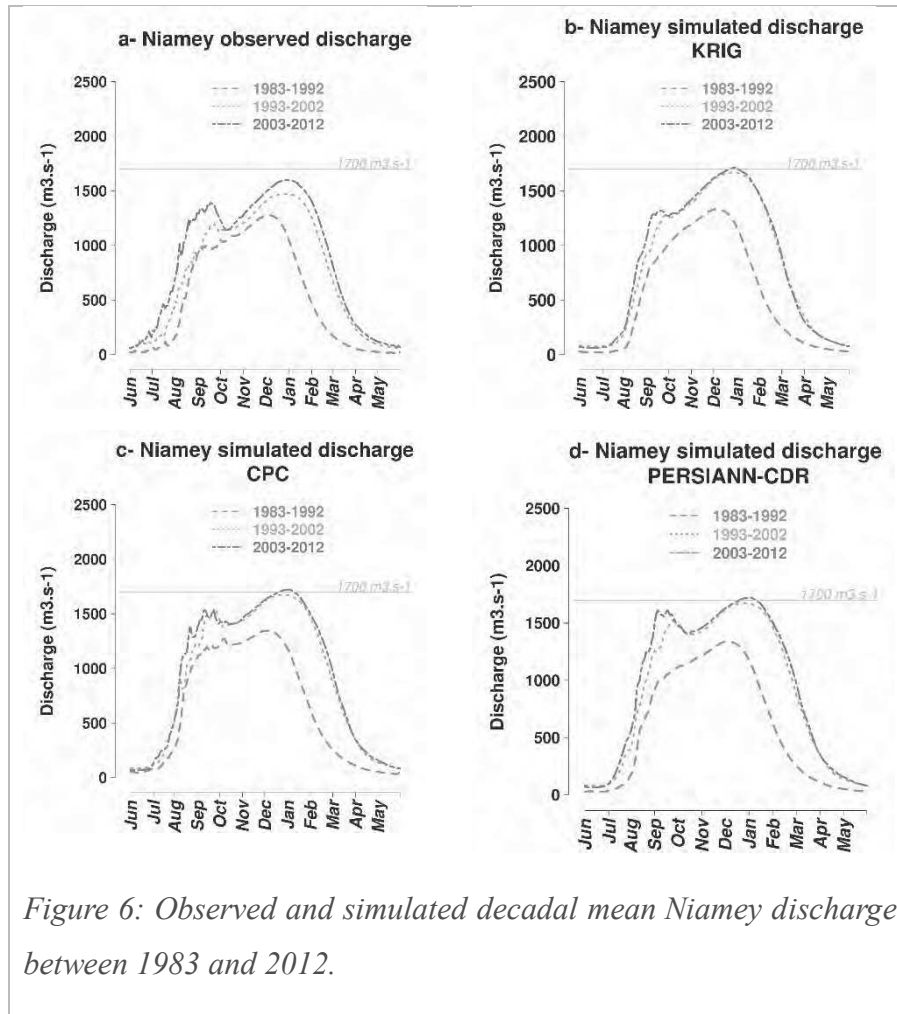 a- Niamey observed discharge
2500
2000
1500
1000
500
0
Discharge (m3.s-1)
1983-1992
1993-2002
2003-2012
1700 m3.s-1
Jun
Jul
Aug
Sep
Oct
Nov
Dec
Jan
Feb
Mar
Apr
May
b- Niamey simulated discharge
KRIG
2500
2000
1500
1000
500
0
Discharge (m3.s-1)
1983-1992
1993-2002
2003-2012
1700 m3.s-1
Jun
Jul
Aug
Sep
Oct
Nov
Dec
Jan
Feb
Mar
Apr
May
c- Niamey simulated discharge
CPC
2500
2000
1500
1000
500
0
Discharge (m3.s-1)
1983-1992
1993-2002
2003-2012
1700 m3.s-1
Jun
Jul
Aug
Sep
Oct
Nov
Dec
Jan
Feb
Mar
Apr
May
d- Niamey simulated discharge
PERSIANN-CDR
2500
2000
1500
1000
500
0
Discharge (m3.s-1)
1983-1992
1993-2002
2003-2012
1700 m3.s-1
Jun
Jul
Aug
Sep
Oct
Nov
Dec
Jan
Feb
Mar
Apr
May
Figure 6: Observed and simulated decadal mean Niamey discharge
between 1983 and 2012.